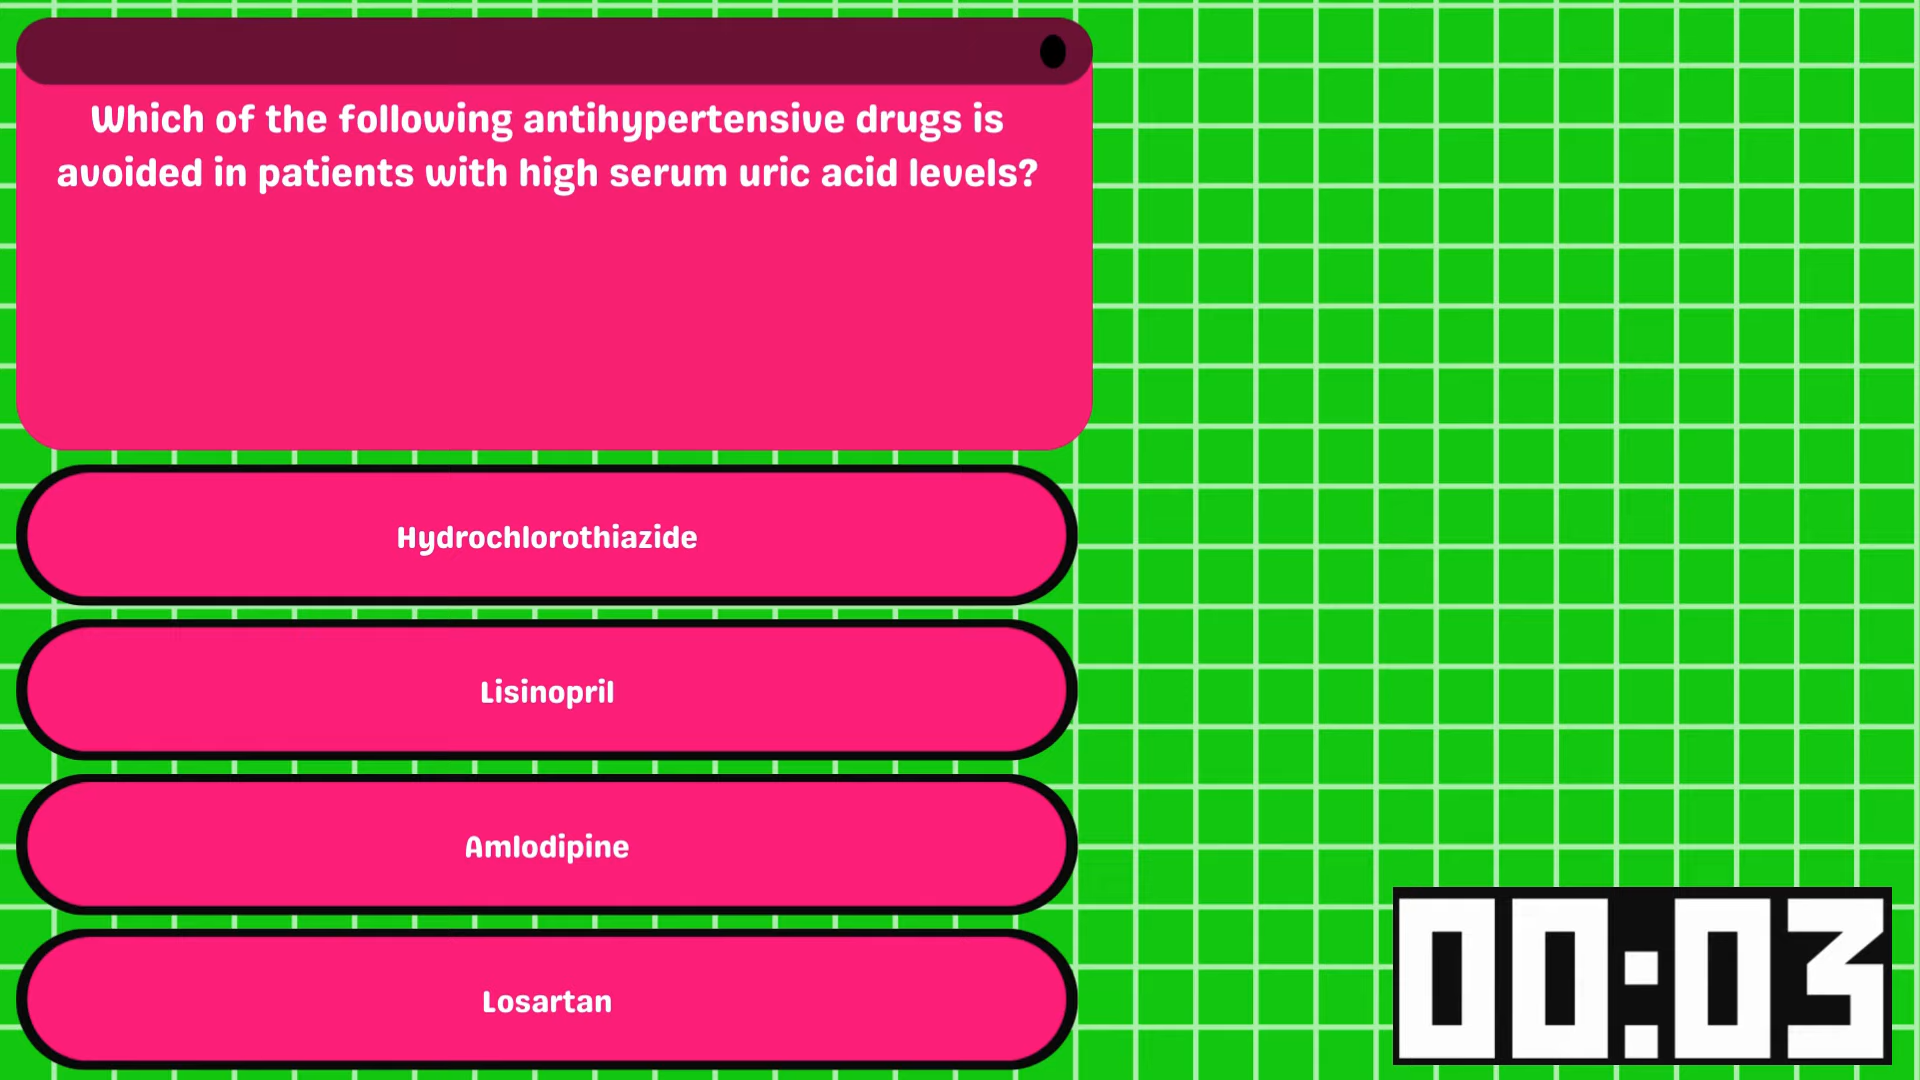 Which of the following antihypertensive drugs is
avoided in patients with high serum uric acid levels?
Hydrochlorothiazide
Lisinopril
Amlodipine
Losartan
00:03